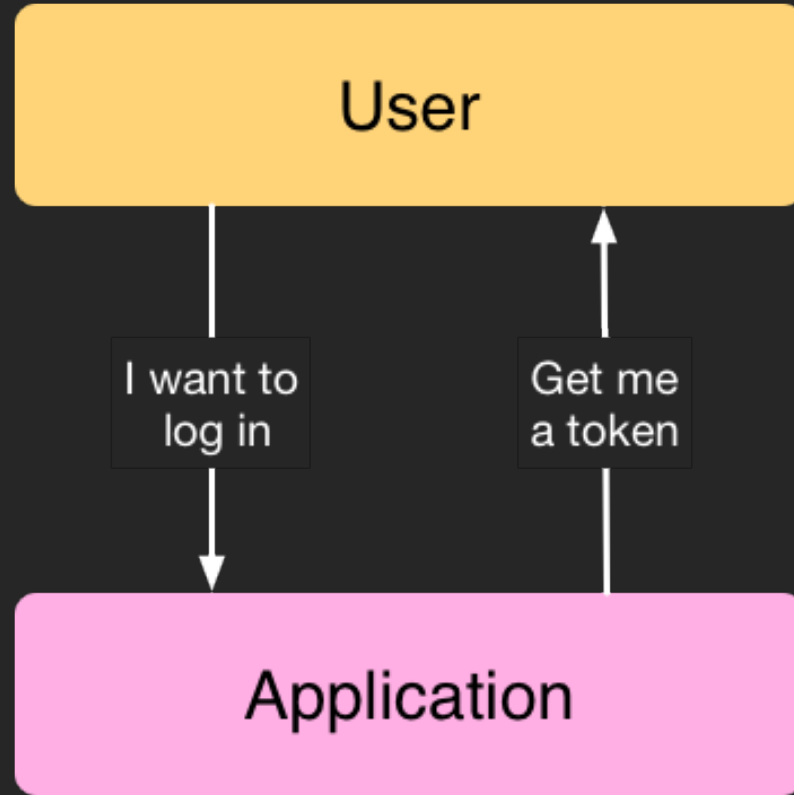 User
I want to
log in
Get me
a token
Application